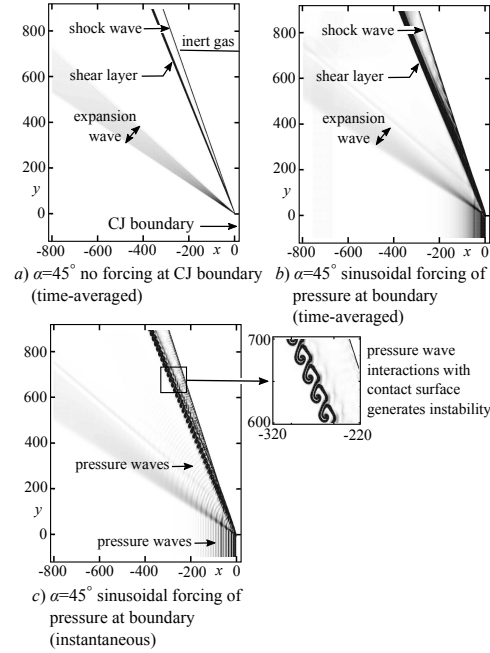 800
shock wave
inert gas
600
shear layer
400
expansion
wave
200
y
0
CJ boundary
-800 -600 -400 -200 x 0
a) α=45° no forcing at CJ boundary
(time-averaged)
800
shock wave
600
shear layer
400
expansion
wave
200
y
0
-800 -600 -400 -200 x 0
b) α=45° sinusoidal forcing of
pressure at boundary
(time-averaged)
800
600
400
pressure waves
200
y
0
pressure waves
-800 -600 -400 -200 x 0
c) α=45° sinusoidal forcing of
pressure at boundary
(instantaneous)
700
600
-320 -220
pressure wave
interactions with
contact surface
generates instability